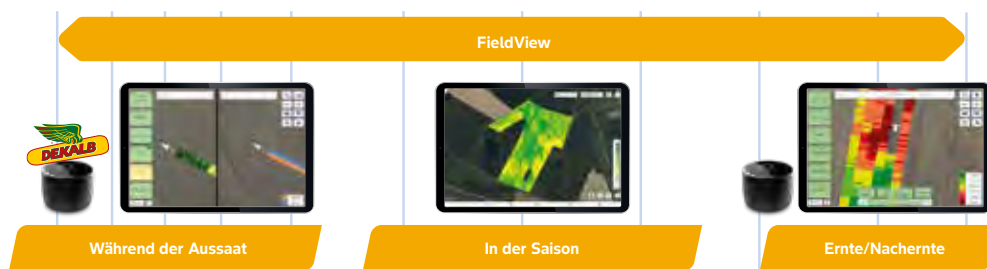 FieldView
DEKALB
Während der Aussaat
In der Saison
Ernte/Nachernte